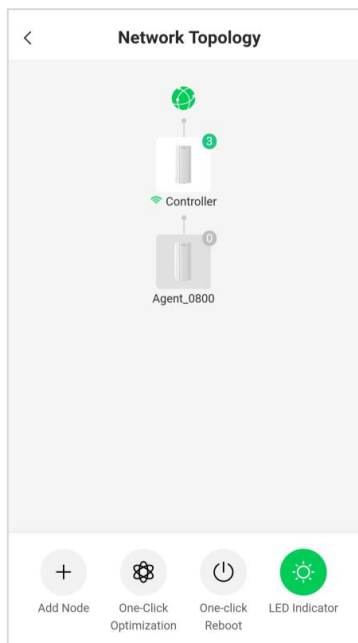 Network Topology
3
Controller
0
Agent_0800
Add Node
One-Click
Optimization
One-click
Reboot
LED Indicator